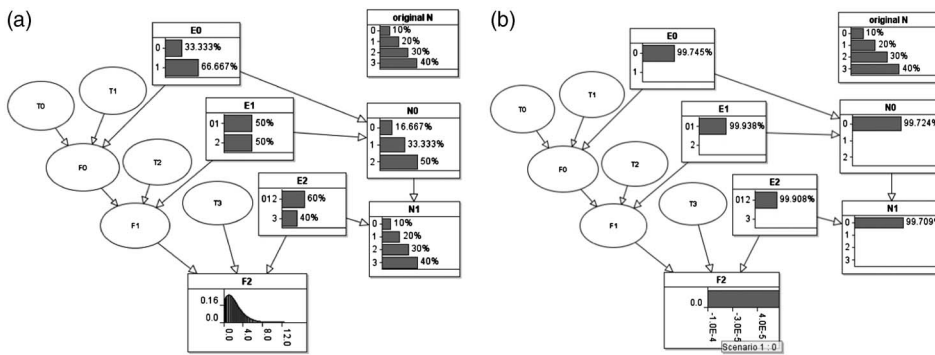 (a)
E0
0 33.333%
1 66.667%
original N
0 10%
1 20%
2 30%
3 40%
T0
T1
E1
01 50%
2 50%
N0
0 16.667%
1 33.333%
2 50%
F0
T2
E2
012 60%
3 40%
T3
F1
N1
0 10%
1 20%
2 30%
3 40%
F2
0.16
0.0
0.0
4.0
8.0
12.0
(b)
E0
0 99.745%
1
original N
0 10%
1 20%
2 30%
3 40%
T0
T1
E1
01 99.938%
2
N0
0 99.724%
1
2
F0
T2
E2
012 99.908%
3
T3
F1
N1
0 99.709%
1
2
3
F2
0.0
-1.0E-4
-3.0E-5
4.0E-5
Scenario 1 : 0